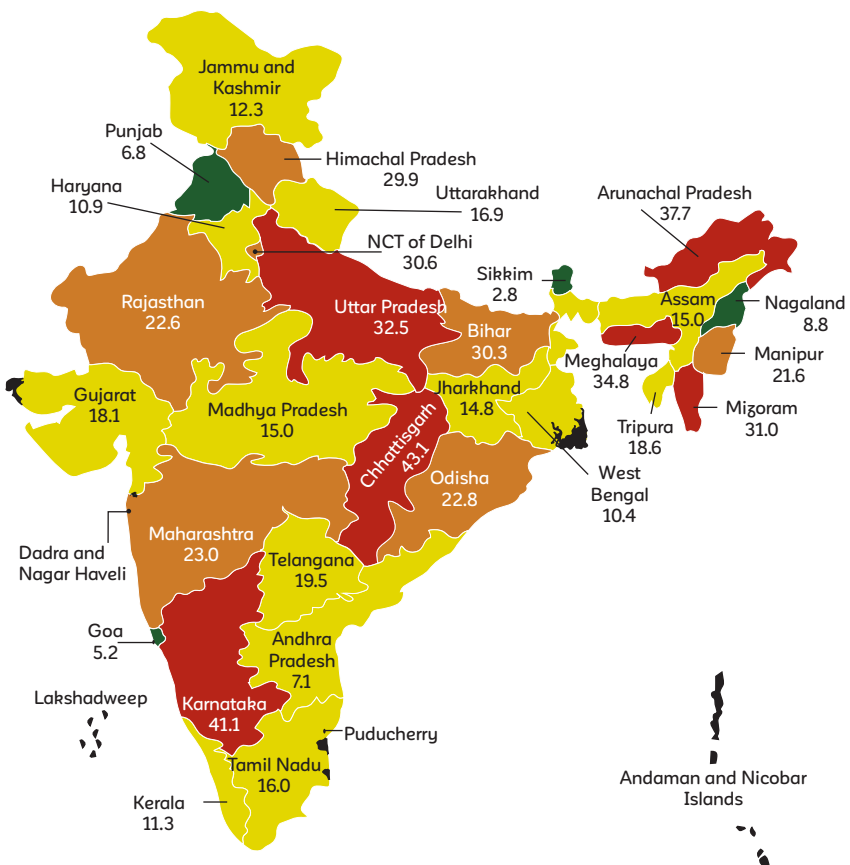 Jammu and
Kashmir
12.3
Punjab
6.8
Himachal Pradesh
29.9
Haryana
10.9
Uttarakhand
16.9
Arunachal Pradesh
37.7
NCT of Delhi
30.6
Sikkim
2.8
Rajasthan
22.6
Uttar Pradesh
32.5
Assam
15.0
Nagaland
8.8
Bihar
30.3
Meghalaya
34.8
Manipur
21.6
Gujarat
18.1
Madhya Pradesh
15.0
Jharkhand
14.8
Chhattisgarh
43.1
Tripura
18.6
Mizoram
31.0
Odisha
22.8
West
Bengal
10.4
Maharashtra
23.0
Dadra and
Nagar Haveli
Telangana
19.5
Goa
5.2
Andhra
Pradesh
7.1
Lakshadweep
Karnataka
41.1
Puducherry
Tamil Nadu
16.0
Kerala
11.3
Andaman and Nicobar
Islands